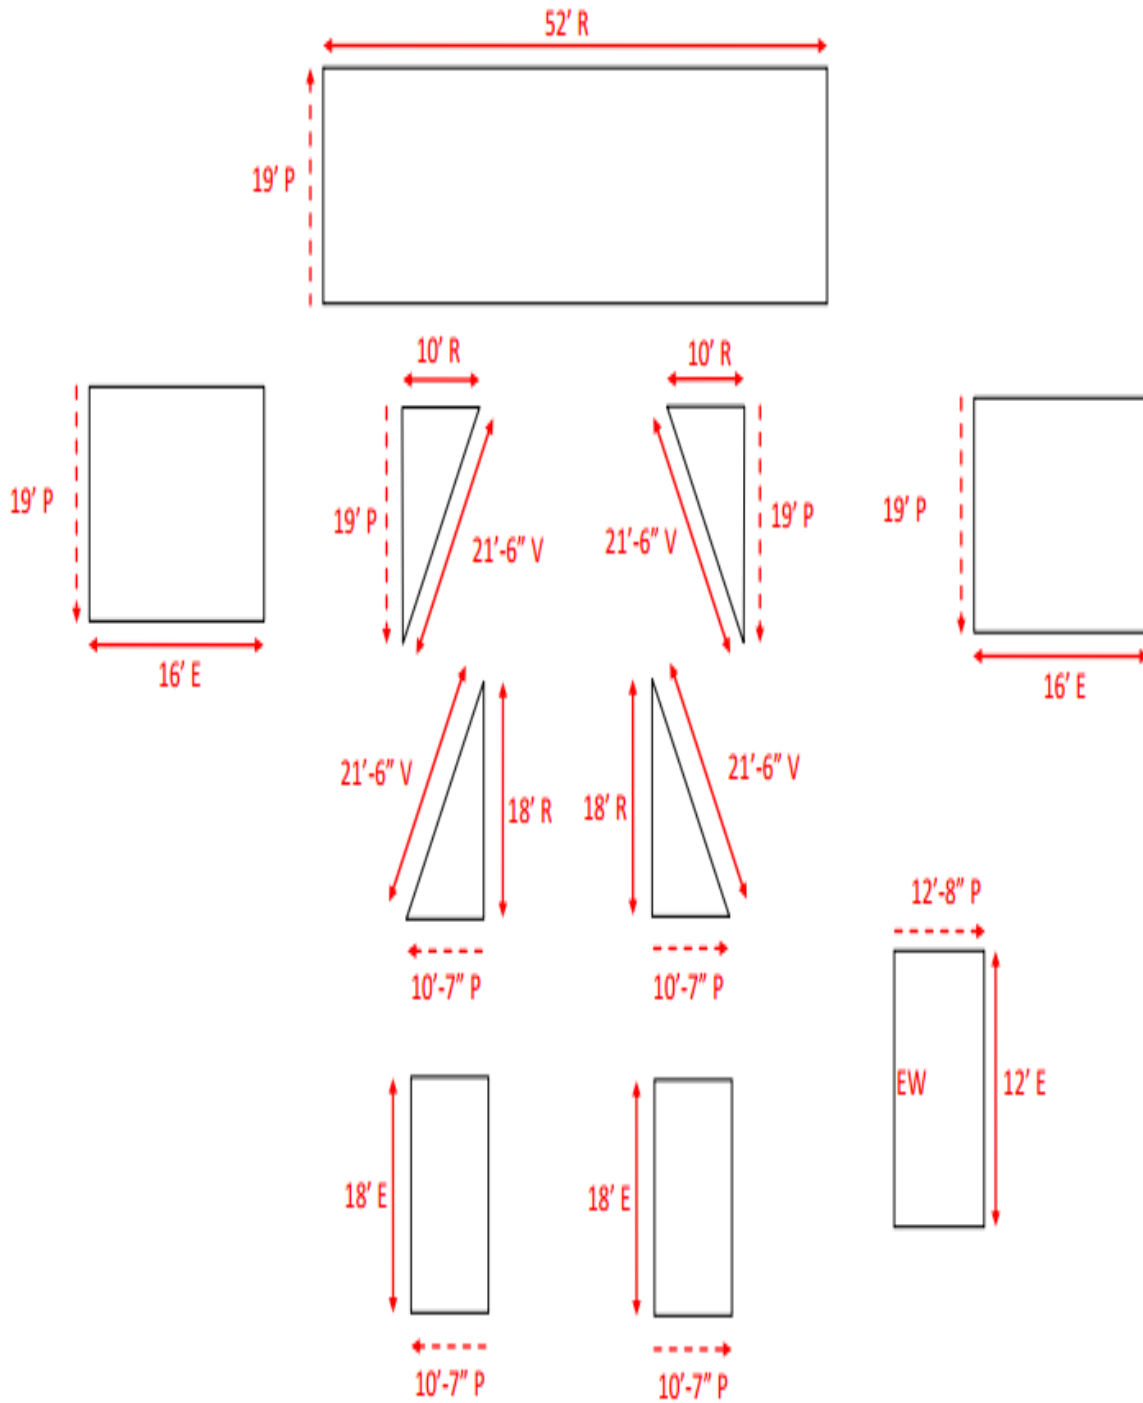 52' R
19' P
10' R
10' R
19' P
19' P
21'-6" V
21'-6" V
19' P
19' P
16' E
16' E
21'-6" V
18' R
18' R
21'-6" V
10'-7" P
10'-7" P
12'-8" P
EW
12' E
18' E
18' E
10'-7" P
10'-7" P